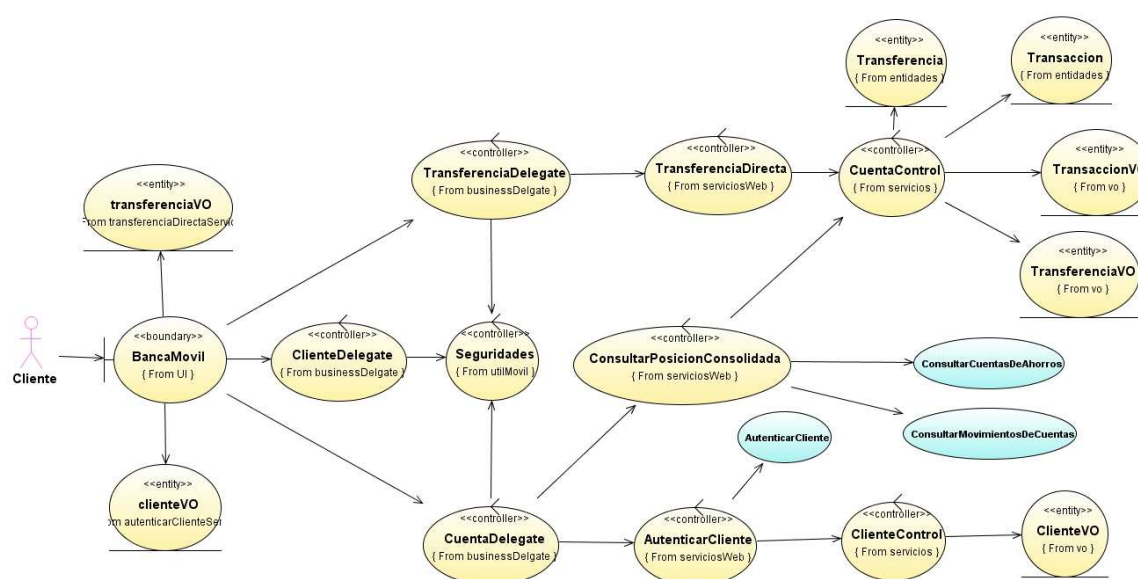 <<entity>>
Transferencia
{ From entidades }
<<entity>>
Transaccion
{ From entidades }
<<entity>>
transferenciaVO
From transferenciaDirectaServic
<<controller>>
TransferenciaDelegate
{ From businessDelgate }
<<controller>>
TransferenciaDirecta
{ From serviciosWeb }
<<controller>>
CuentaControl
{ From servicios }
<<entity>>
TransaccionVO
{ From vo }
<<entity>>
TransferenciaVO
{ From vo }
Cliente
<<boundary>>
BancaMovil
{ From UI }
<<controller>>
ClienteDelegate
{ From businessDelgate }
<<controller>>
Seguridades
{ From utilMovil }
<<controller>>
ConsultarPosicionConsolidada
{ From serviciosWeb }
ConsultarCuentasDeAhorros
ConsultarMovimientosDeCuentas
AutenticarCliente
<<entity>>
clienteVO
om autenticarClienteSer
<<controller>>
CuentaDelegate
{ From businessDelgate }
<<controller>>
AutenticarCliente
{ From serviciosWeb }
<<controller>>
ClienteControl
{ From servicios }
<<entity>>
ClienteVO
{ From vo }